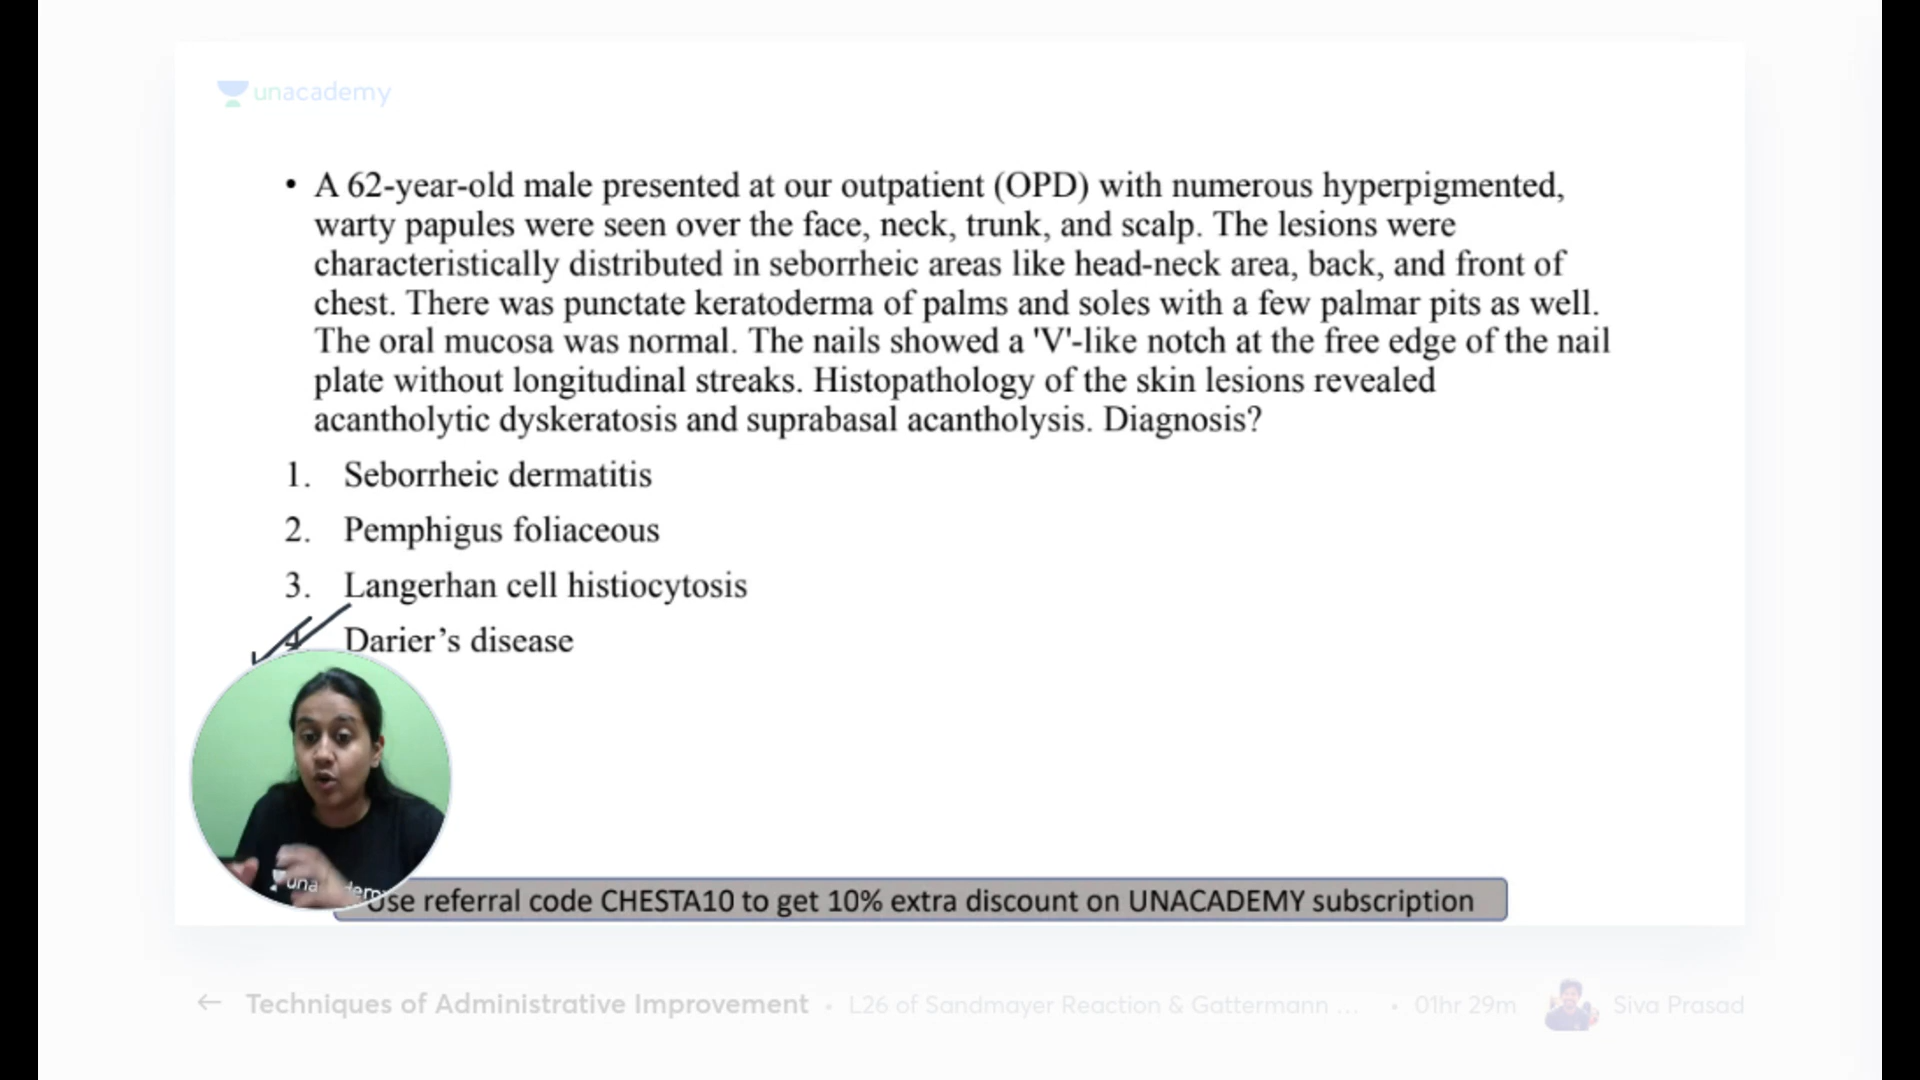 unacademy
• A 62-year-old male presented at our outpatient (OPD) with numerous hyperpigmented,
warty papules were seen over the face, neck, trunk, and scalp. The lesions were
characteristically distributed in seborrheic areas like head-neck area, back, and front of
chest. There was punctate keratoderma of palms and soles with a few palmar pits as well.
The oral mucosa was normal. The nails showed a 'V'-like notch at the free edge of the nail
plate without longitudinal streaks. Histopathology of the skin lesions revealed
acantholytic dyskeratosis and suprabasal acantholysis. Diagnosis?
1. Seborrheic dermatitis
2. Pemphigus foliaceous
3. Langerhan cell histiocytosis
4. Darier’s disease
Use referral code CHESTA10 to get 10% extra discount on UNACADEMY subscription
← Techniques of Administrative Improvement • L26 of Sandmayer Reaction & Gattermann ... • 01hr 29m Siva Prasad